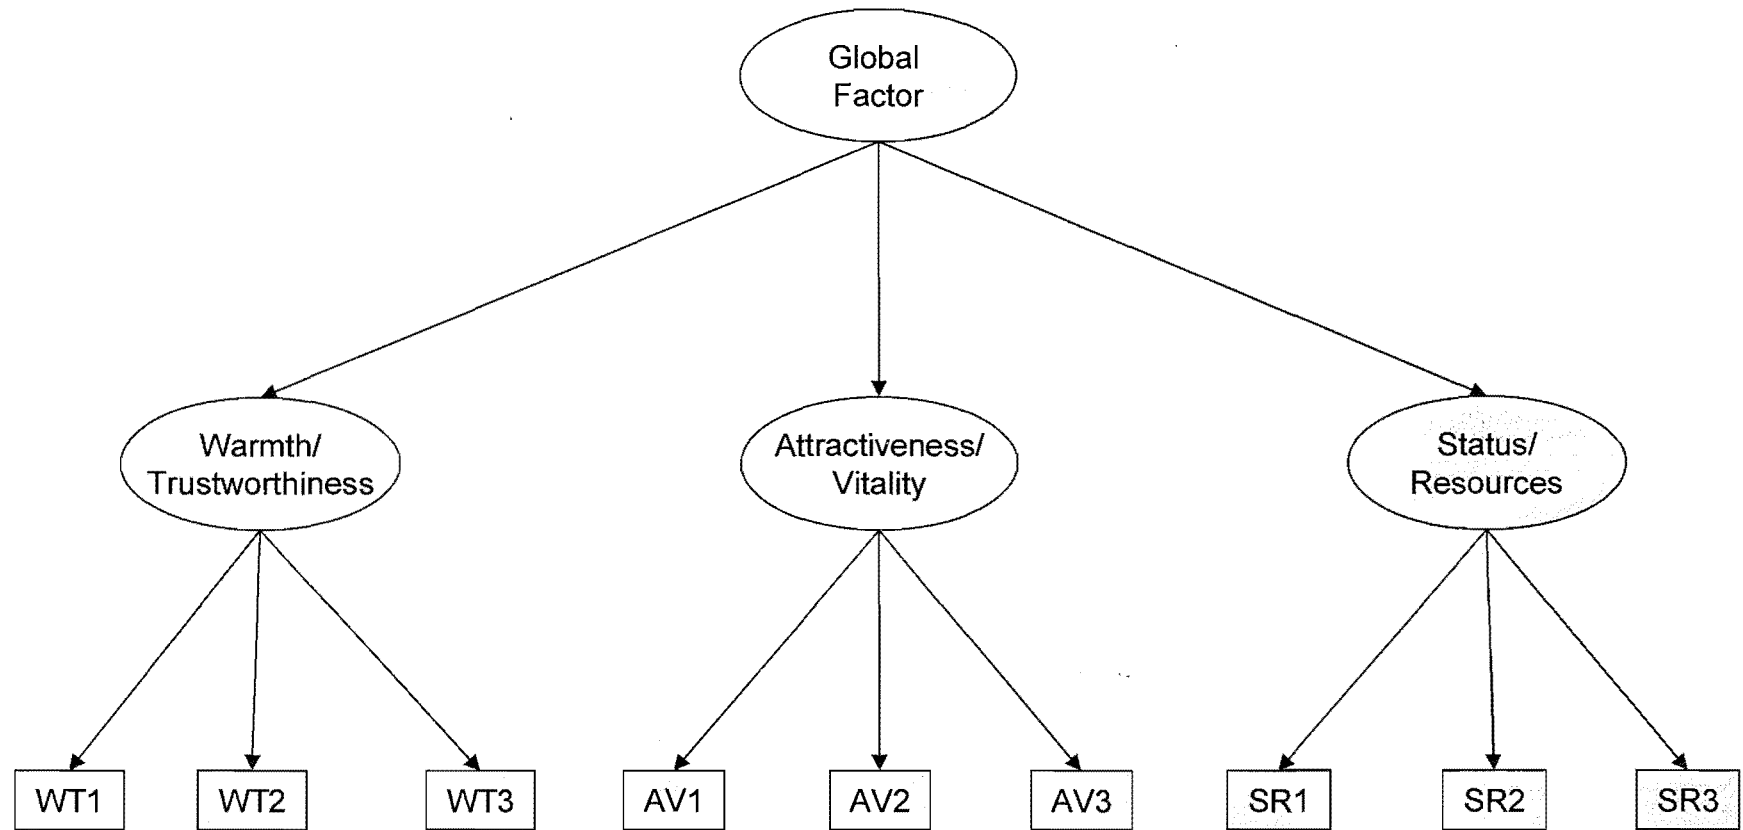 Global
Factor
Warmth/
Trustworthiness
Attractiveness/
Vitality
Status/
Resources
WT1
WT2
WT3
AV1
AV2
AV3
SR1
SR2
SR3